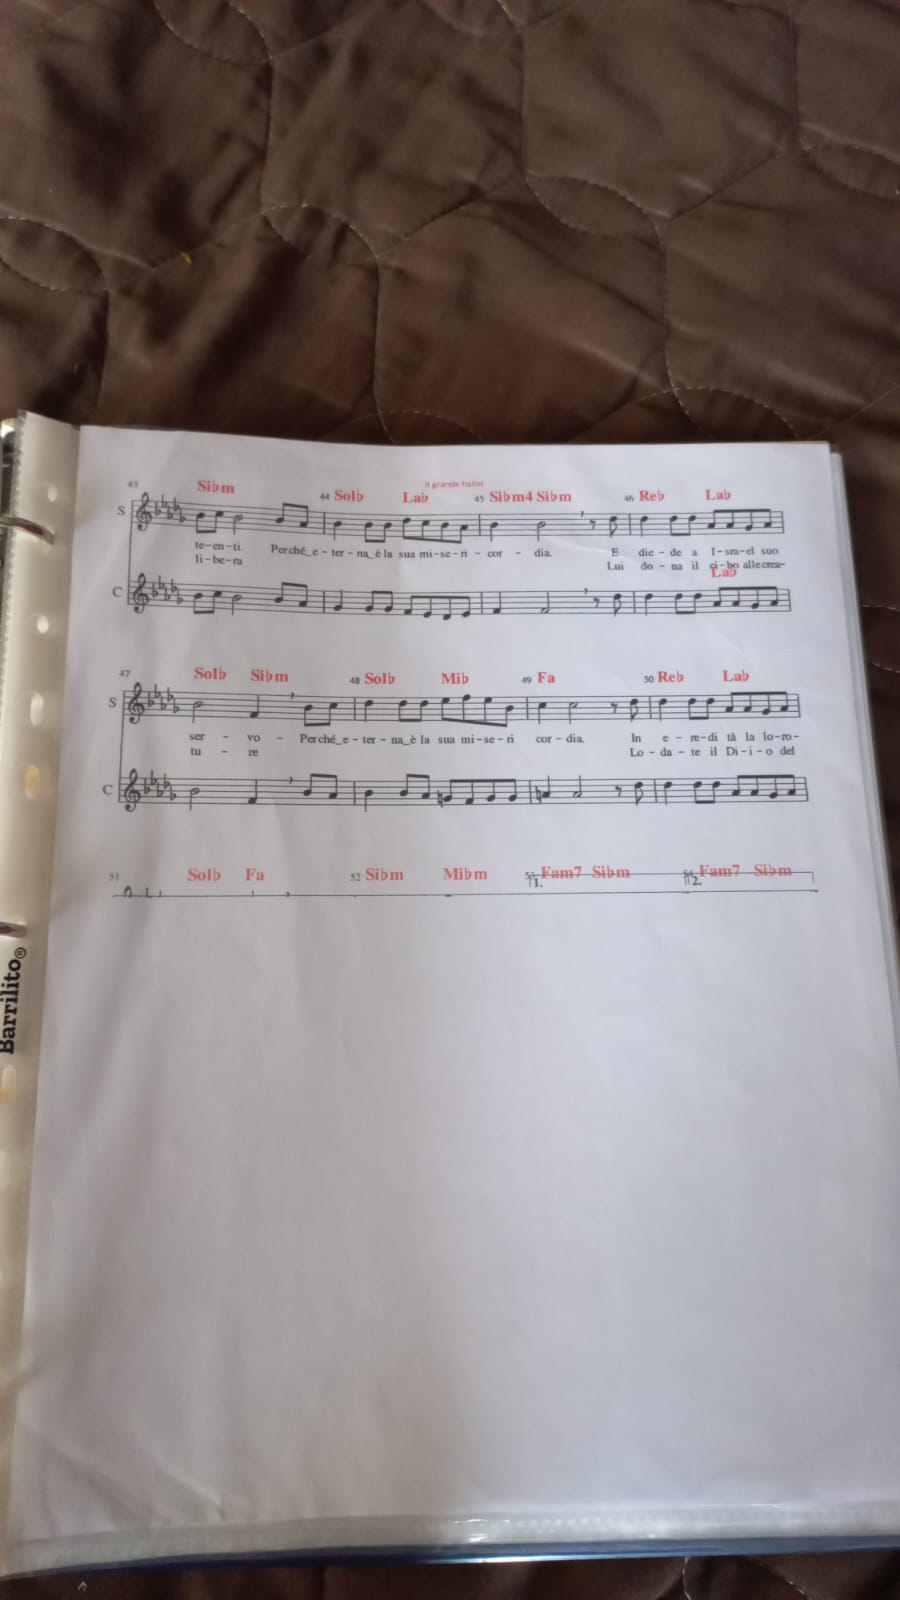 Il grande hallel
43 Sibm 44 Solb Lab 45 Sibm4 Sibm 46 Reb Lab
S
te-en-ti. Perché_e-ter-na_è la sua mi-se-ri-cor-dia. E die-de a I-sra-el suo
li-be-ra Lui do-na il ci-bo alle crea-
Lab
C
47 Solb Sibm 48 Solb Mib 49 Fa 50 Reb Lab
S
ser-vo- Perché_e-ter-na_è la sua mi-se-ri cor-dia. In e-re-di tà la lo-ro-
tu-re Lo-da-te il Di-i-o del
C
51 Solb Fa 52 Sibm Mibm 1. Fam7 Sibm 2. Fam7 Sibm
Barrilito®